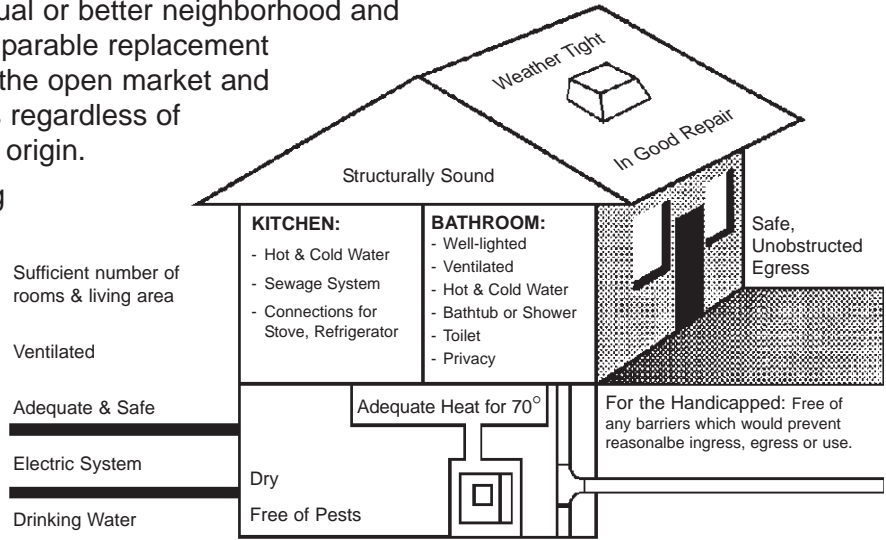 ual or better neighborhood and
parable replacement
the open market and
regardless of
origin.
g
Weather Tight
In Good Repair
Structurally Sound
KITCHEN:
- Hot & Cold Water
- Sewage System
- Connections for
Stove, Refrigerator
BATHROOM:
- Well-lighted
- Ventilated
- Hot & Cold Water
- Bathtub or Shower
- Toilet
- Privacy
Safe,
Unobstructed
Egress
Sufficient number of
rooms & living area
Ventilated
Adequate & Safe
Electric System
Drinking Water
Adequate Heat for 70°
Dry
Free of Pests
For the Handicapped: Free of
any barriers which would prevent
reasonalbe ingress, egress or use.